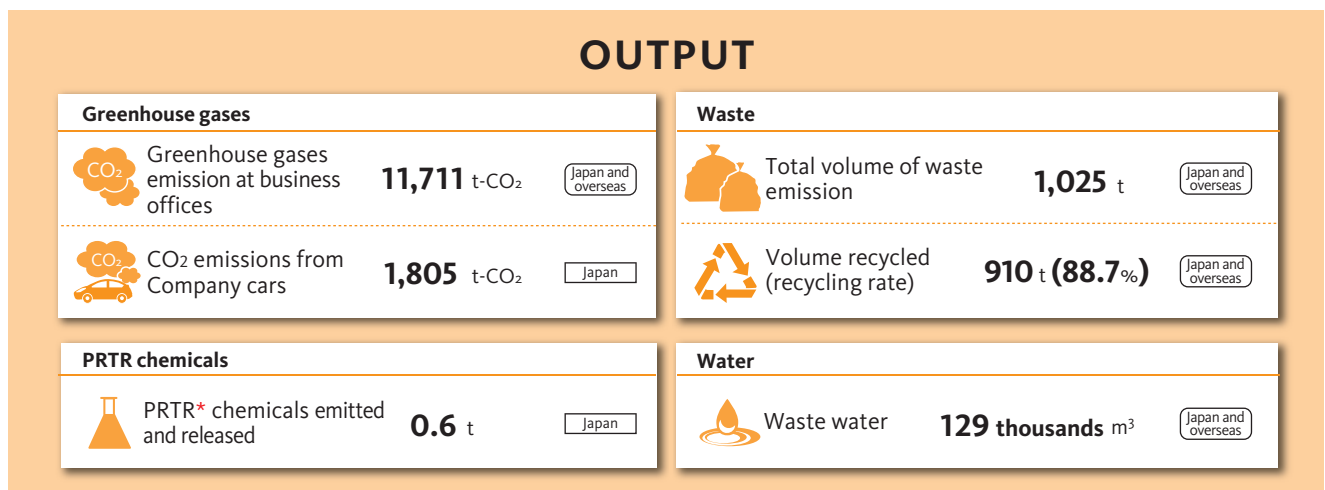 OUTPUT
Greenhouse gases
CO₂
Greenhouse gases
emission at business
offices
11,711 t-CO₂
Japan and
overseas
CO₂
CO₂ emissions from
Company cars
1,805 t-CO₂
Japan
Waste
Total volume of waste
emission
1,025 t
Japan and
overseas
Volume recycled
(recycling rate)
910 t (88.7%)
Japan and
overseas
PRTR chemicals
PRTR* chemicals emitted
and released
0.6 t
Japan
Water
Waste water
129 thousands m³
Japan and
overseas